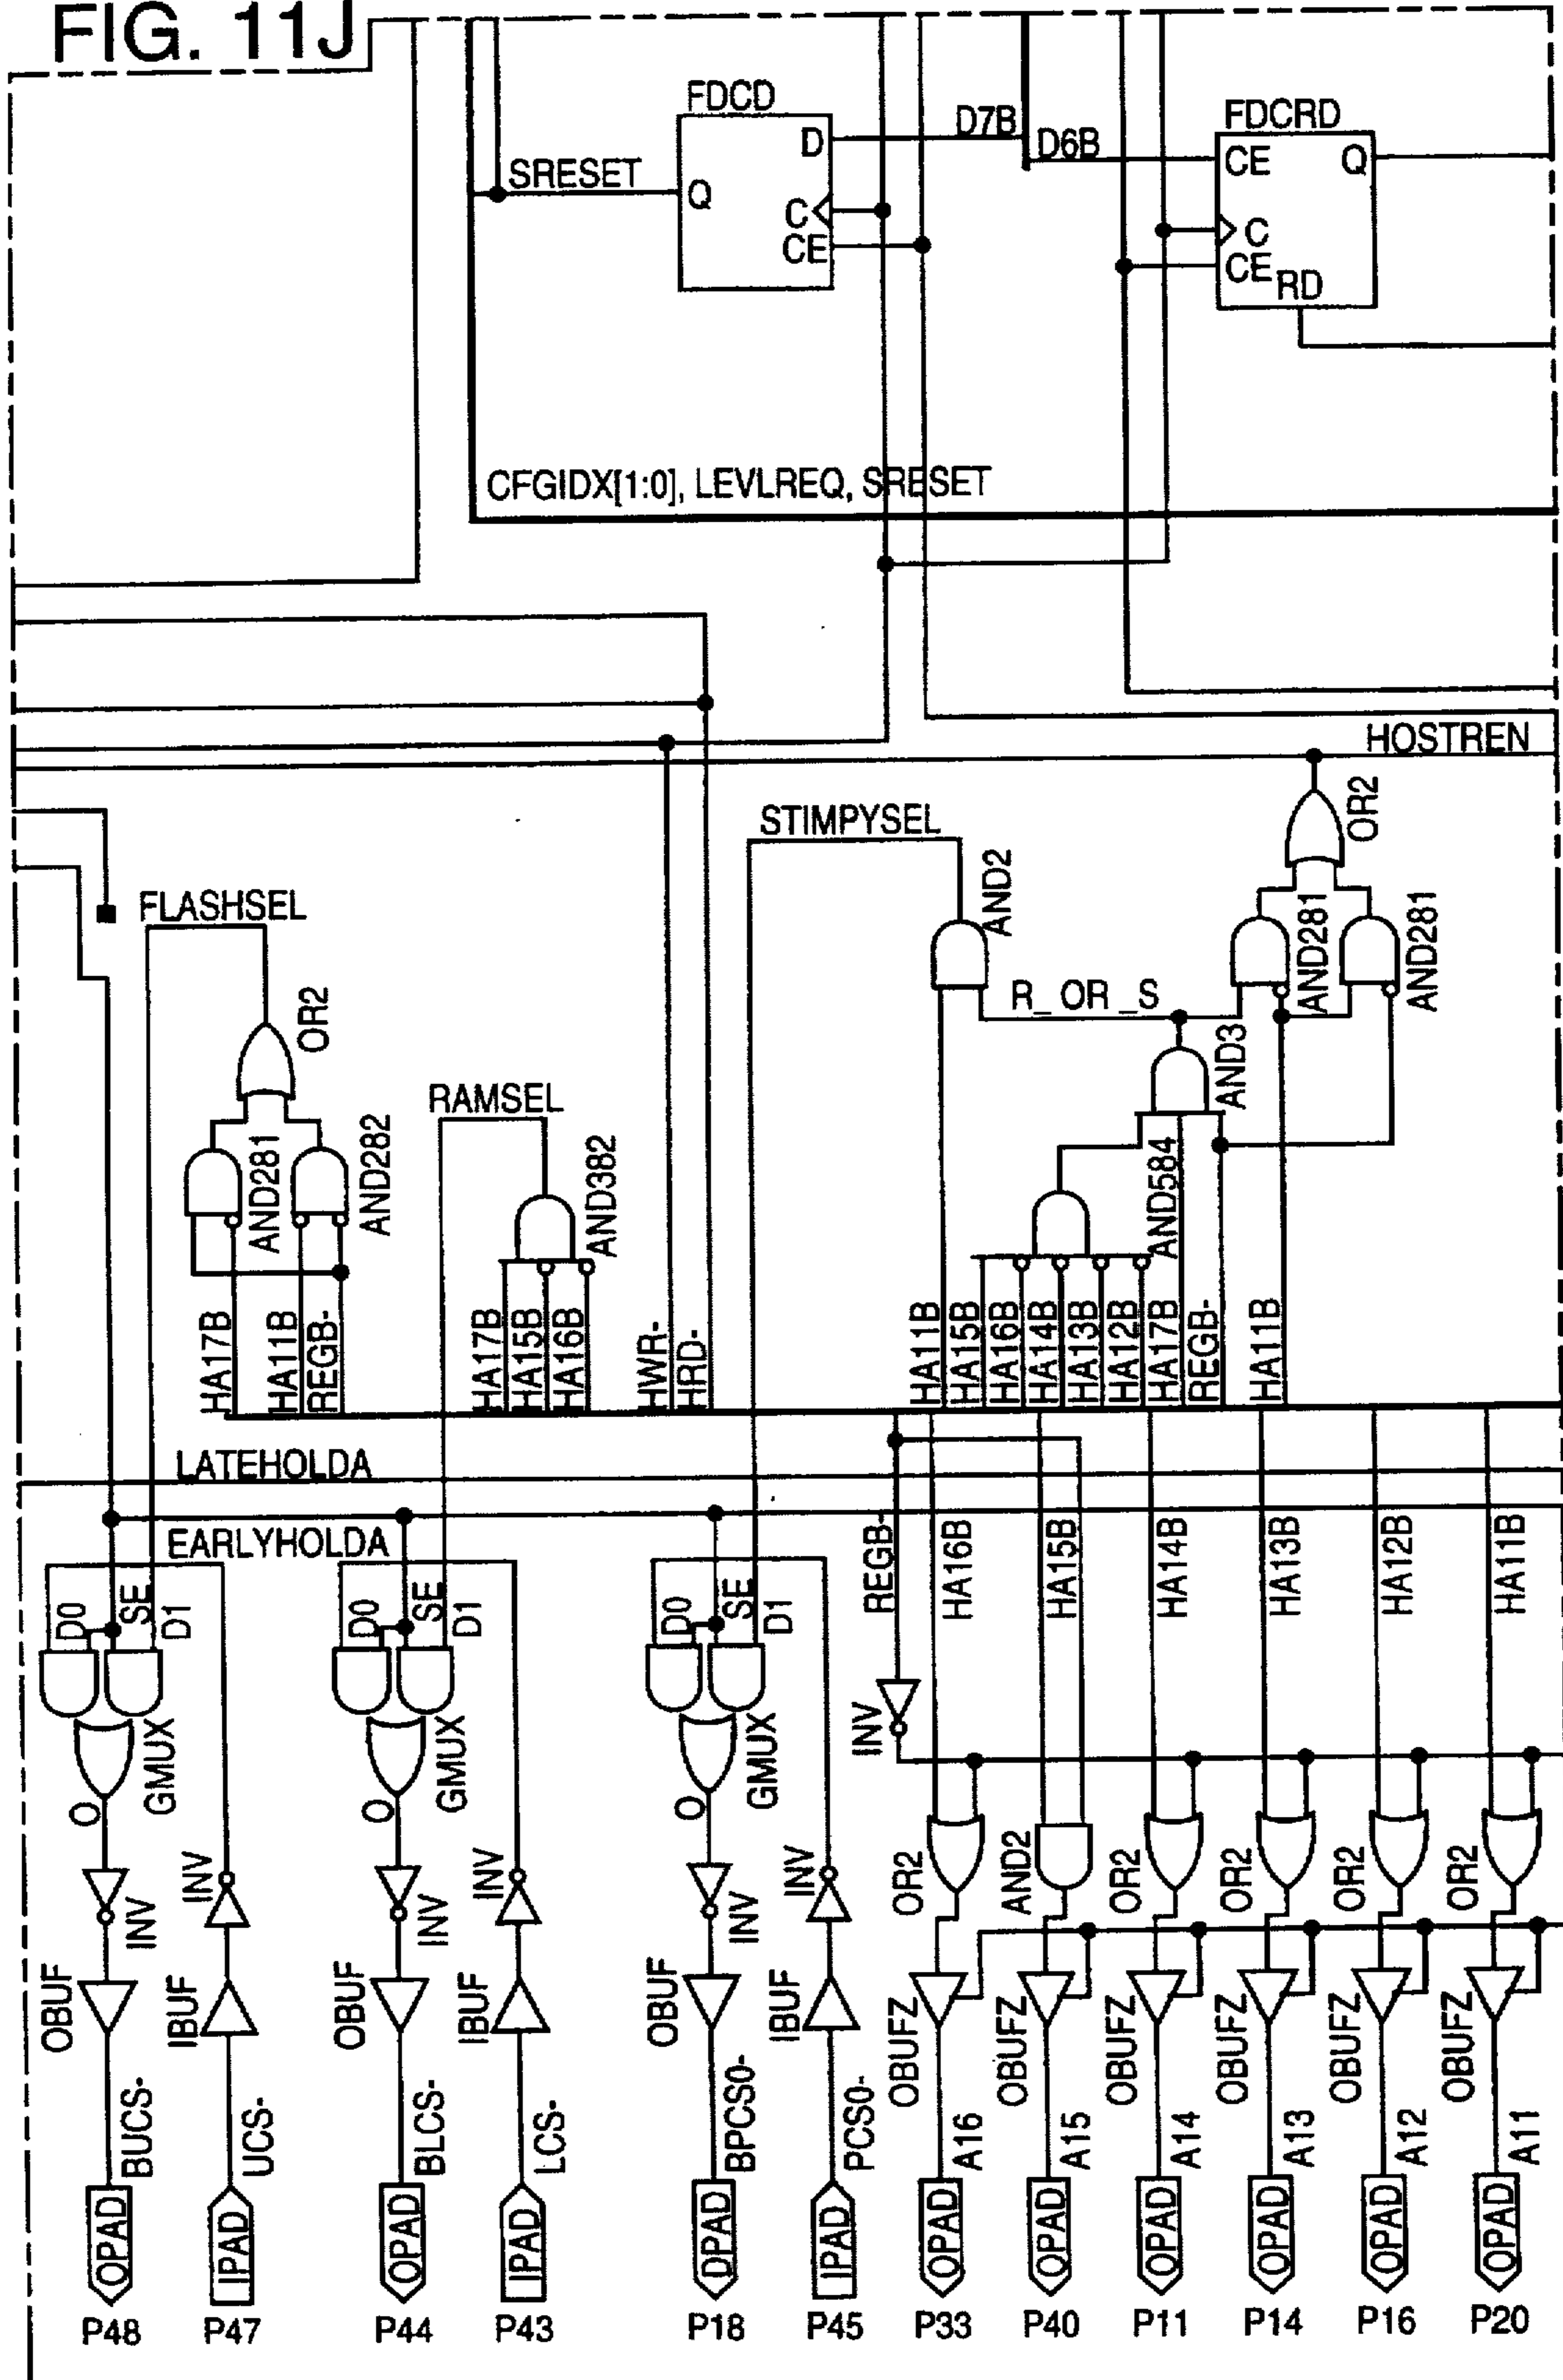 FIG. 11J
FDCD
D
Q
C
CE
SRESET
D7B
D6B
FDCRD
CE
Q
C
CE
RD
CFGIDX[1:0], LEVLREQ, SRESET
HOSTREN
OR2
STIMPYSEL
AND2
AND281
AND281
R_OR_S
AND3
FLASHSEL
OR2
AND281
AND282
RAMSEL
AND382
AND584
HA17B
HA11B
REGB-
HA17B
HA15B
HA16B
HWR-
HRD-
HA11B
HA15B
HA16B
HA14B
HA13B
HA12B
HA17B
REGB-
HA11B
LATEHOLDA
EARLYHOLDA
D0
SE
D1
D0
SE
D1
D0
SE
D1
REGB-
HA16B
HA15B
HA14B
HA13B
HA12B
HA11B
GMUX
GMUX
GMUX
INV
O
O
O
INV
INV
INV
INV
INV
INV
OR2
AND2
OR2
OR2
OR2
OR2
OBUF
IBUF
OBUF
IBUF
OBUF
IBUF
OBUFZ
OBUFZ
OBUFZ
OBUFZ
OBUFZ
OBUFZ
BUCS-
UCS-
BLCS-
LCS-
BPCS0-
PCS0-
A16
A15
A14
A13
A12
A11
OPAD
IPAD
OPAD
IPAD
DPAD
IPAD
OPAD
OPAD
OPAD
OPAD
OPAD
OPAD
P48
P47
P44
P43
P18
P45
P33
P40
P11
P14
P16
P20